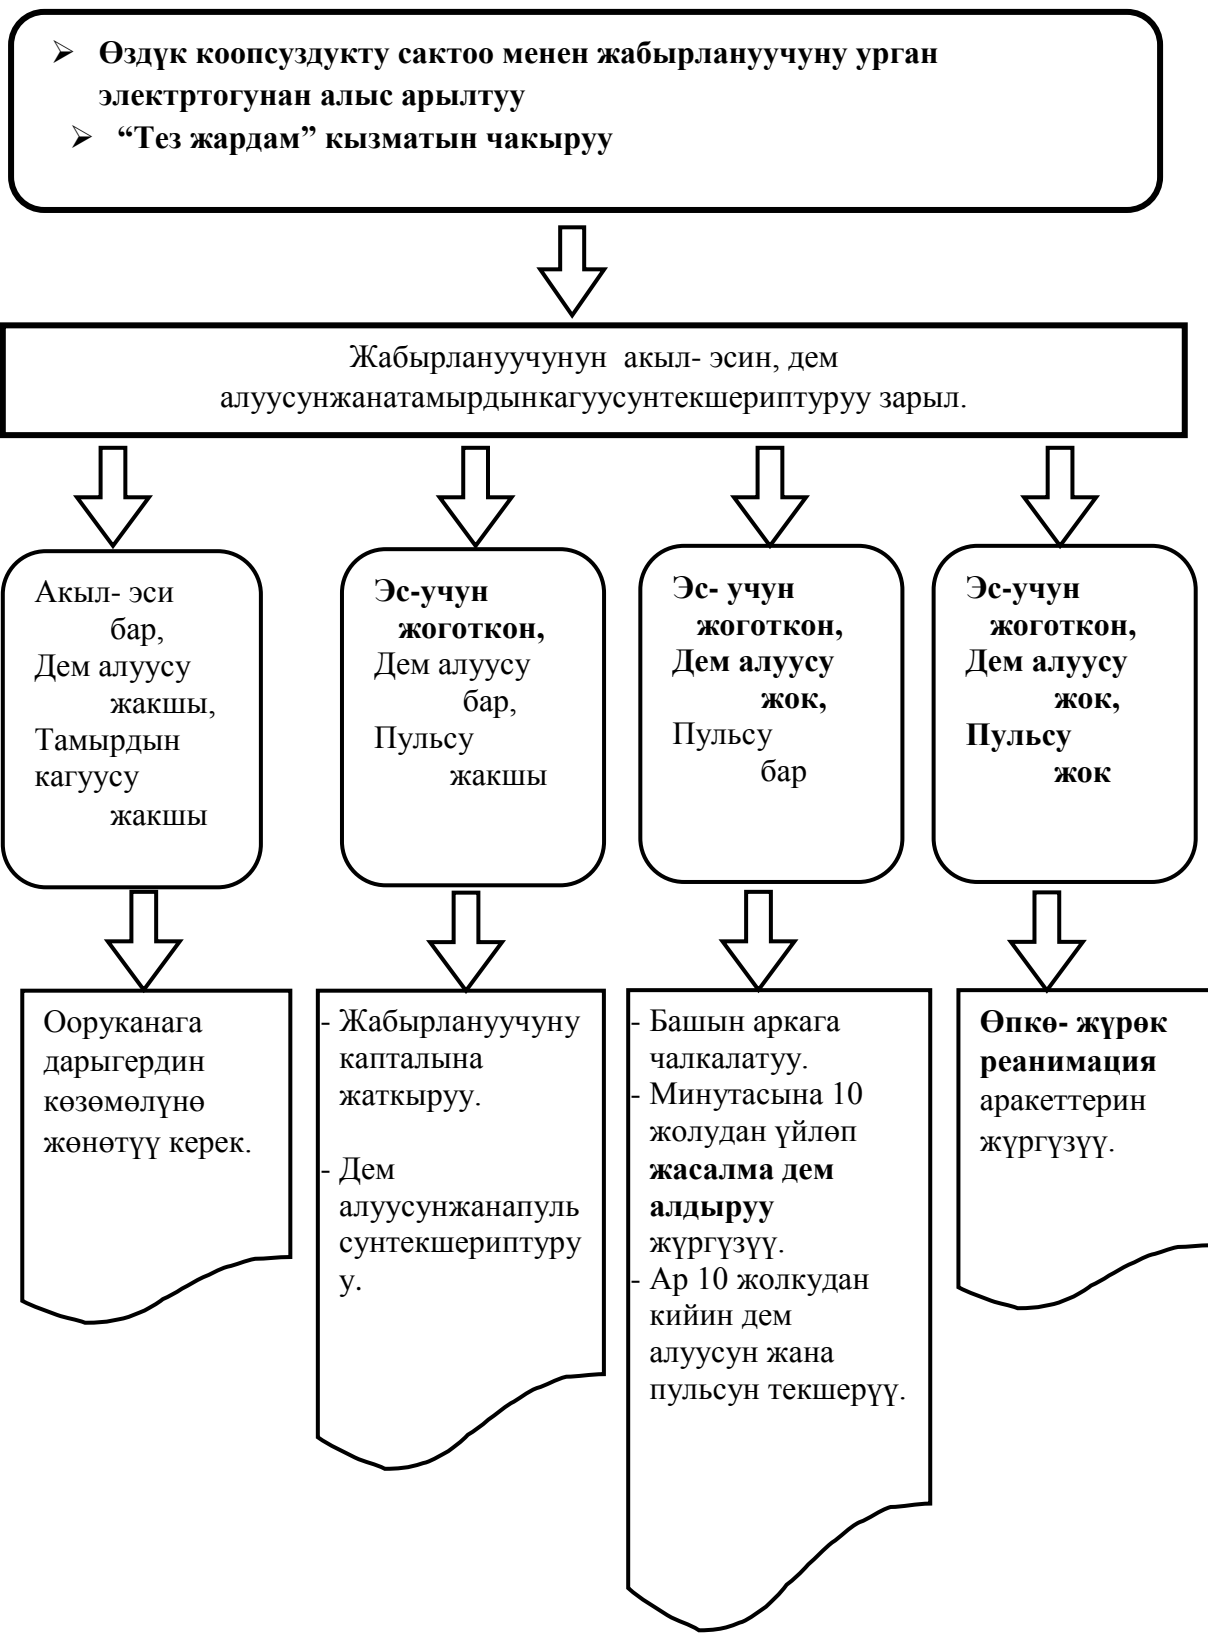 ➢ Өздүк коопсуздукту сактоо менен жабырлануучуну урган
электртогунан алыс арылтуу
➢ “Тез жардам” кызматын чакыруу
Жабырлануучунун акыл- эсин, дем
алуусунжанатамырдынкагуусунтекшериптуруу зарыл.
Акыл- эси
бар,
Дем алуусу
жакшы,
Тамырдын
кагуусу
жакшы
Эс-учун
жоготкон,
Дем алуусу
бар,
Пульсу
жакшы
Эс- учун
жоготкон,
Дем алуусу
жок,
Пульсу
бар
Эс-учун
жоготкон,
Дем алуусу
жок,
Пульсу
жок
Ооруканага
дарыгердин
көзөмөлүнө
жөнөтүү керек.
- Жабырлануучуну
капталына
жаткыруу.
- Дем
алуусунжанапуль
сунтекшериптуру
у.
- Башын аркага
чалкалатуу.
- Минутасына 10
жолудан үйлөп
жасалма дем
алдыруу
жүргүзүү.
- Ар 10 жолкудан
кийин дем
алуусун жана
пульсун текшерүү.
Өпкө- жүрөк
реанимация
аракеттерин
жүргүзүү.